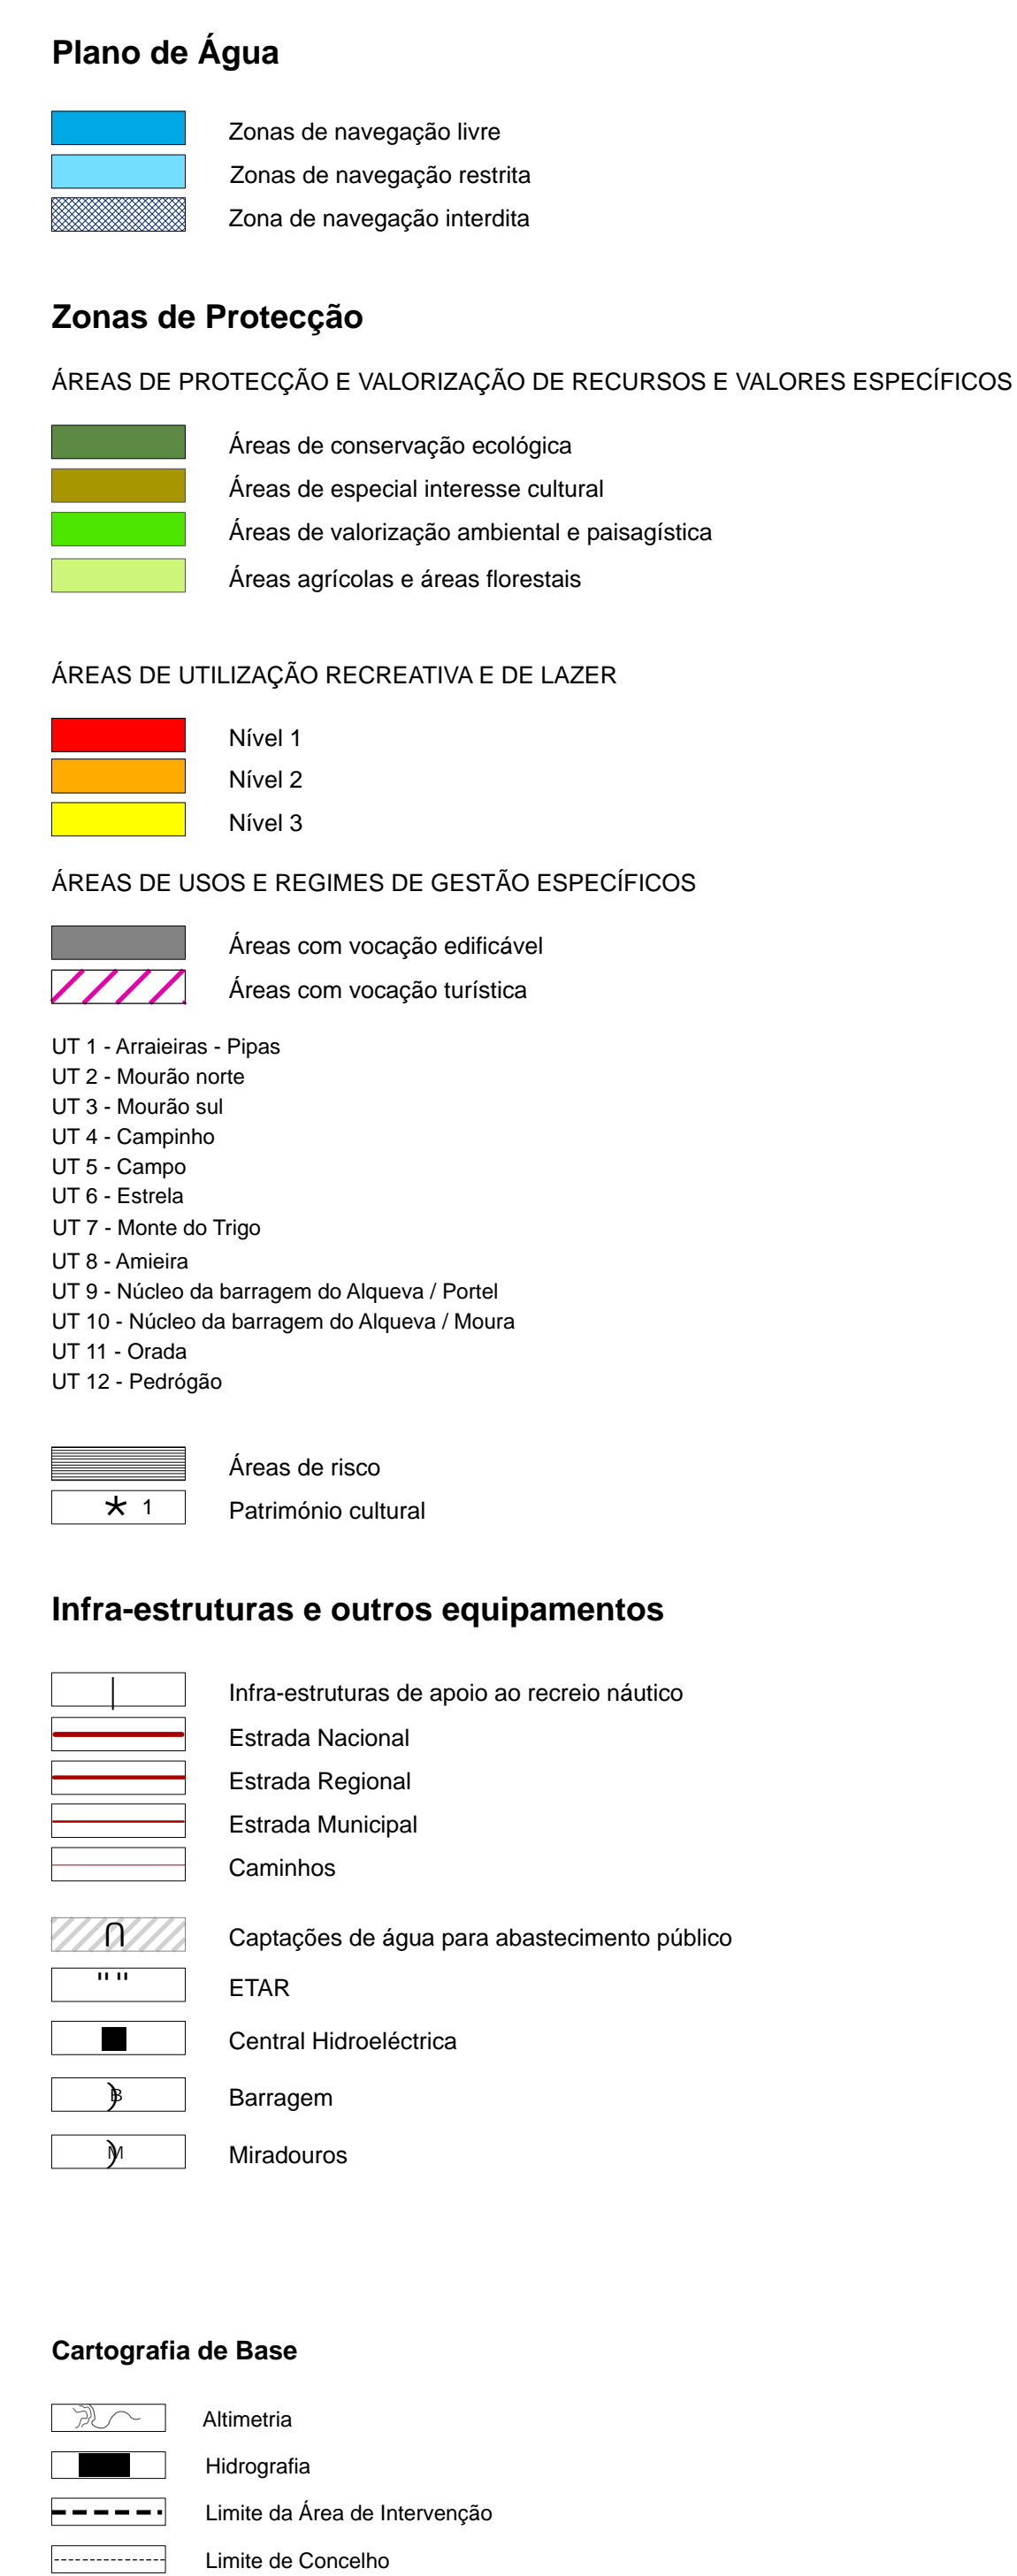 Plano de Água
Zonas de navegação livre
Zonas de navegação restrita
Zona de navegação interdita
Zonas de Protecção
ÁREAS DE PROTECÇÃO E VALORIZAÇÃO DE RECURSOS E VALORES ESPECÍFICOS
Áreas de conservação ecológica
Áreas de especial interesse cultural
Áreas de valorização ambiental e paisagística
Áreas agrícolas e áreas florestais
ÁREAS DE UTILIZAÇÃO RECREATIVA E DE LAZER
Nível 1
Nível 2
Nível 3
ÁREAS DE USOS E REGIMES DE GESTÃO ESPECÍFICOS
Áreas com vocação edificável
Áreas com vocação turística
UT 1 - Arraieiras - Pipas
UT 2 - Mourão norte
UT 3 - Mourão sul
UT 4 - Campinho
UT 5 - Campo
UT 6 - Estrela
UT 7 - Monte do Trigo
UT 8 - Amieira
UT 9 - Núcleo da barragem do Alqueva / Portel
UT 10 - Núcleo da barragem do Alqueva / Moura
UT 11 - Orada
UT 12 - Pedrógão
Áreas de risco
* 1 Património cultural
Infra-estruturas e outros equipamentos
Infra-estruturas de apoio ao recreio náutico
Estrada Nacional
Estrada Regional
Estrada Municipal
Caminhos
Captações de água para abastecimento público
" " ETAR
Central Hidroeléctrica
B Barragem
M Miradouros
Cartografia de Base
Altimetria
Hidrografia
Limite da Área de Intervenção
Limite de Concelho